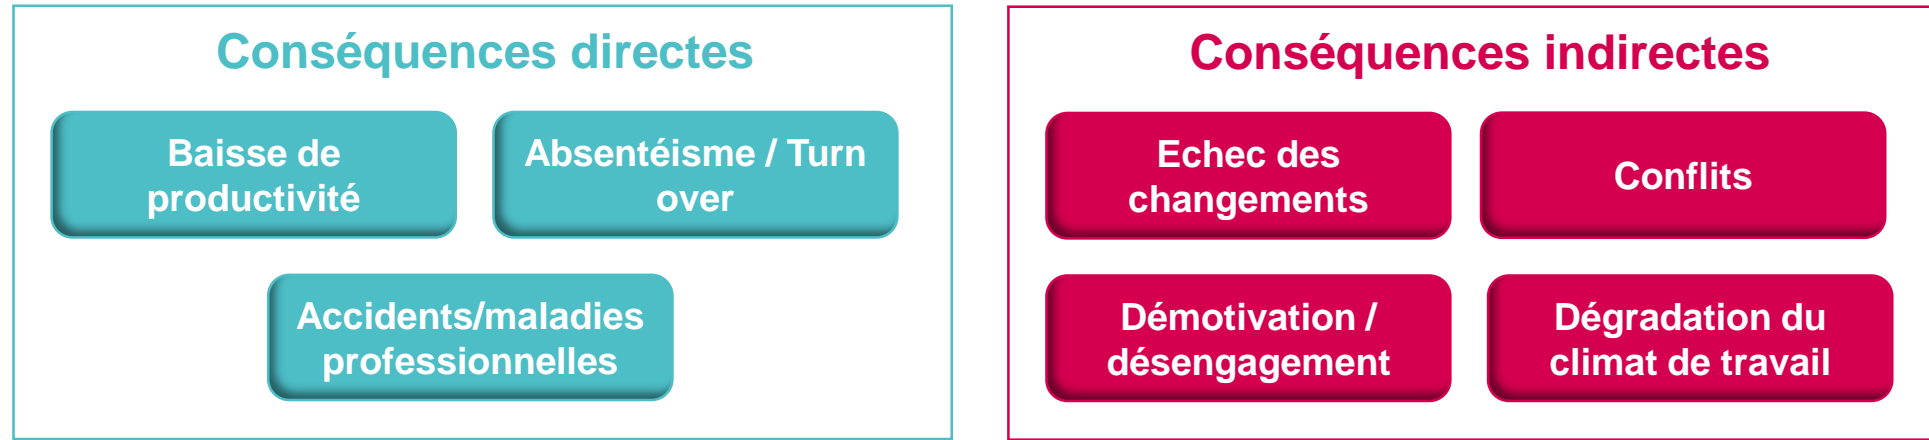 Conséquences directes
Baisse de
productivité
Absentéisme / Turn
over
Accidents/maladies
professionnelles
Conséquences indirectes
Echec des
changements
Conflits
Démotivation /
désengagement
Dégradation du
climat de travail